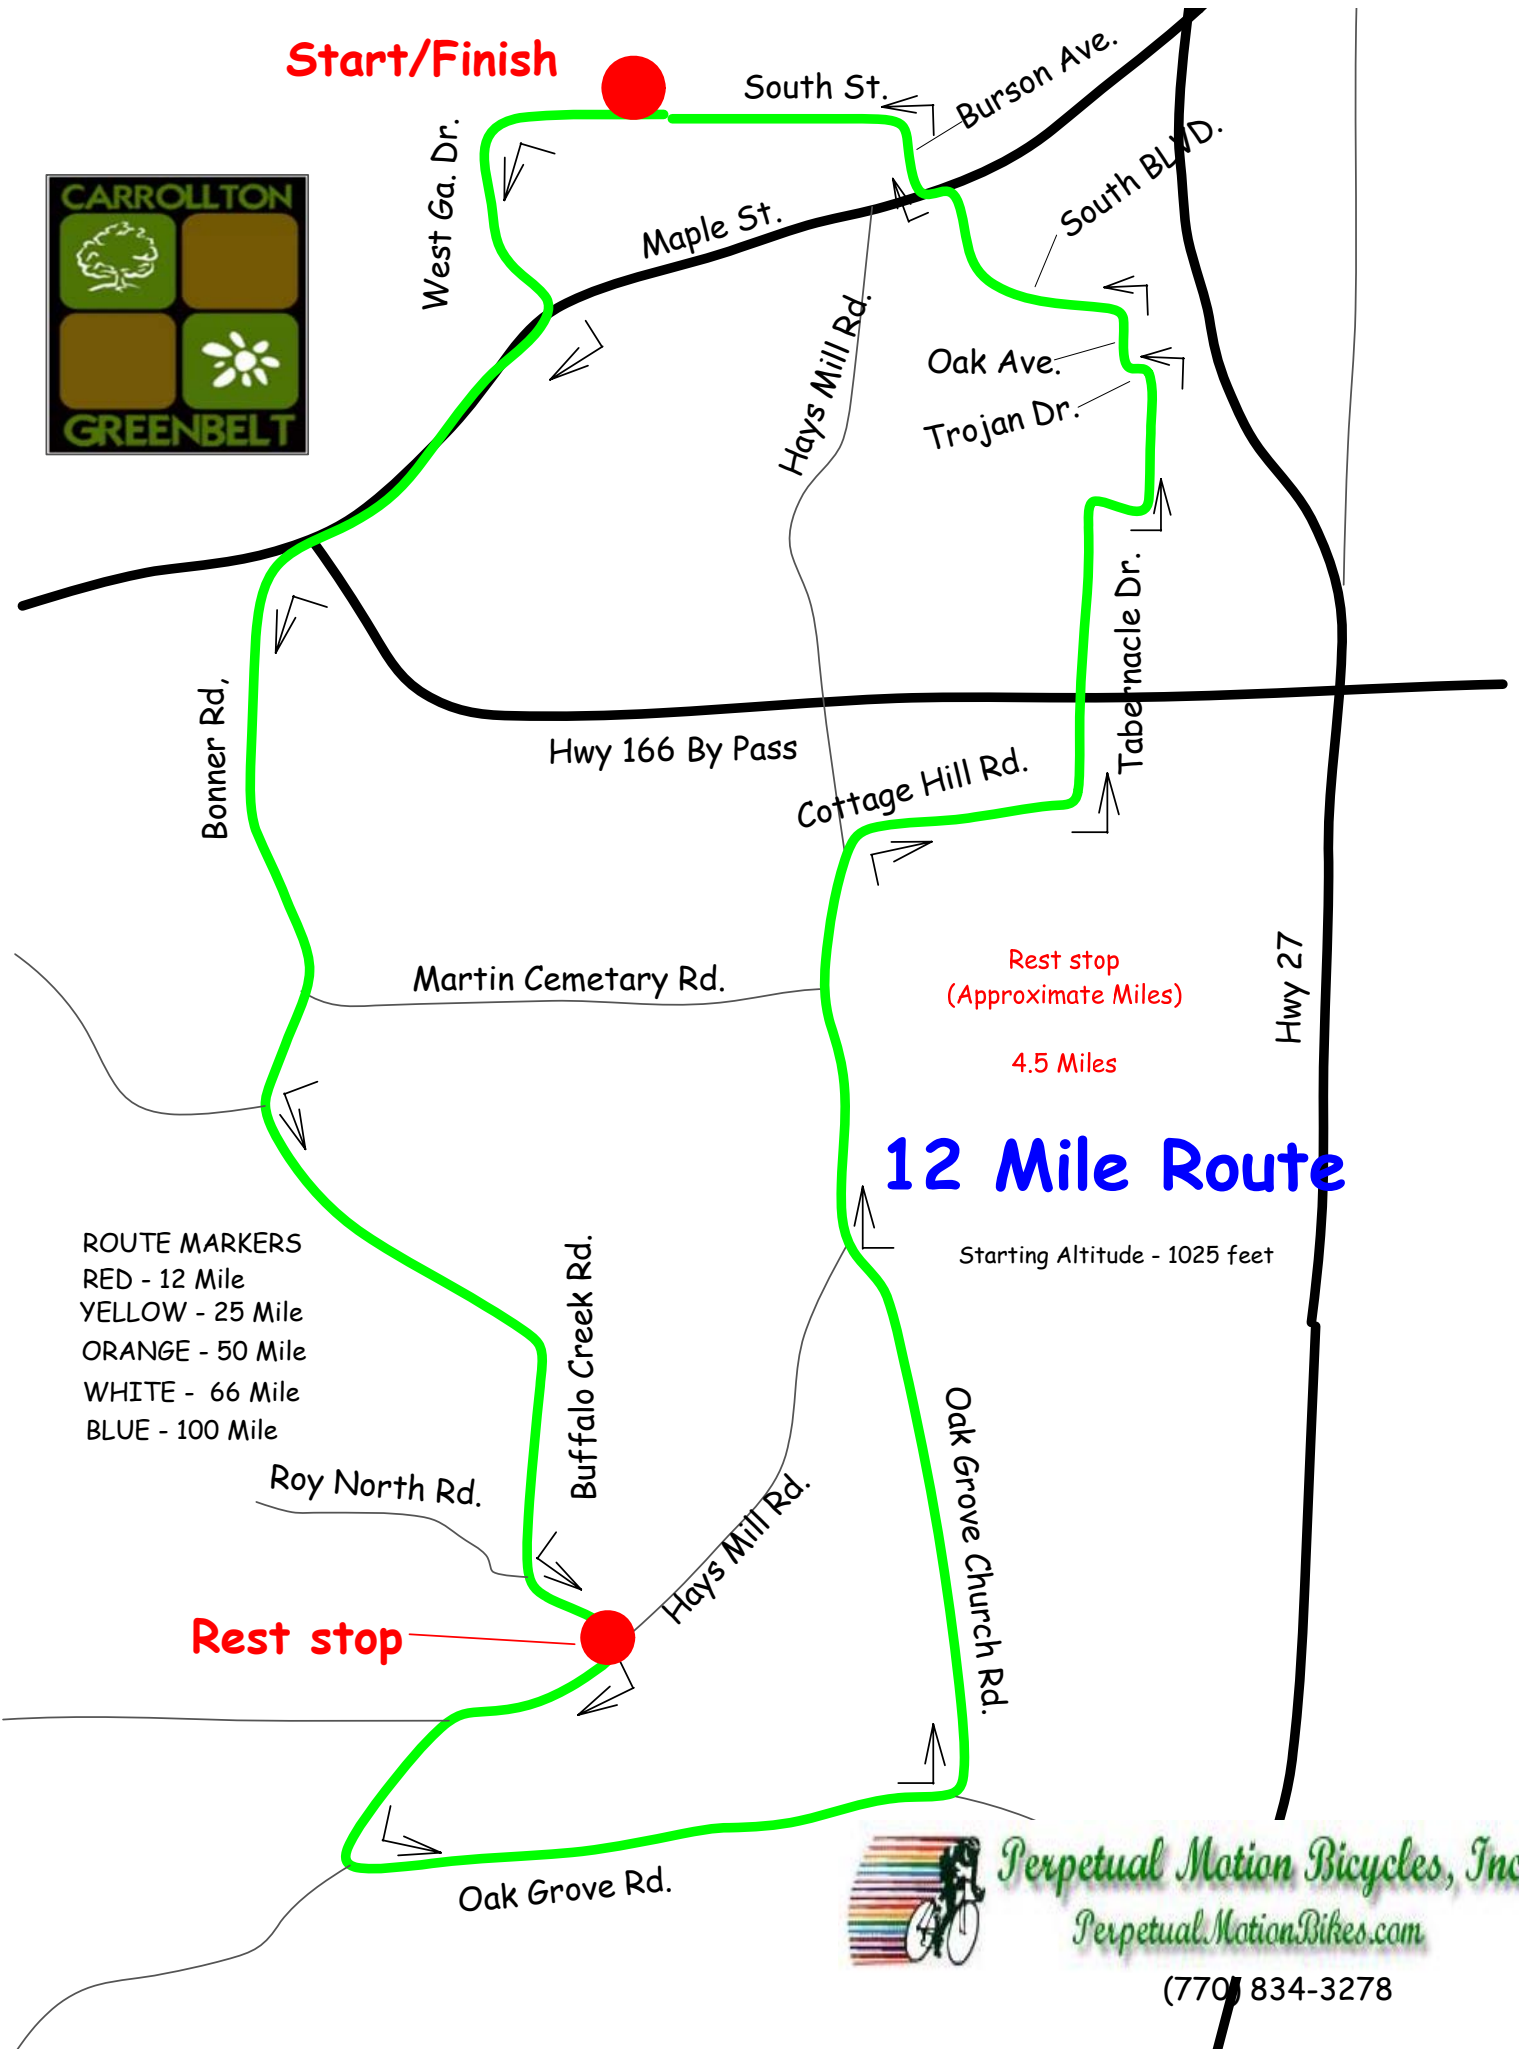 Start/Finish
South St.
Burson Ave.
West Ga. Dr.
South BLVD.
CARROLLTON
GREENBELT
Maple St.
Hays Mill Rd.
Oak Ave.
Trojan Dr.
Tabernacle Dr.
Bonner Rd,
Hwy 166 By Pass
Cottage Hill Rd.
Martin Cemetary Rd.
Rest stop
(Approximate Miles)
4.5 Miles
Hwy 27
12 Mile Route
Starting Altitude - 1025 feet
ROUTE MARKERS
RED - 12 Mile
YELLOW - 25 Mile
ORANGE - 50 Mile
WHITE - 66 Mile
BLUE - 100 Mile
Buffalo Creek Rd.
Roy North Rd.
Hays Mill Rd.
Oak Grove Church Rd.
Rest stop
Oak Grove Rd.
Perpetual Motion Bicycles, Inc
PerpetualMotionBikes.com
(770) 834-3278